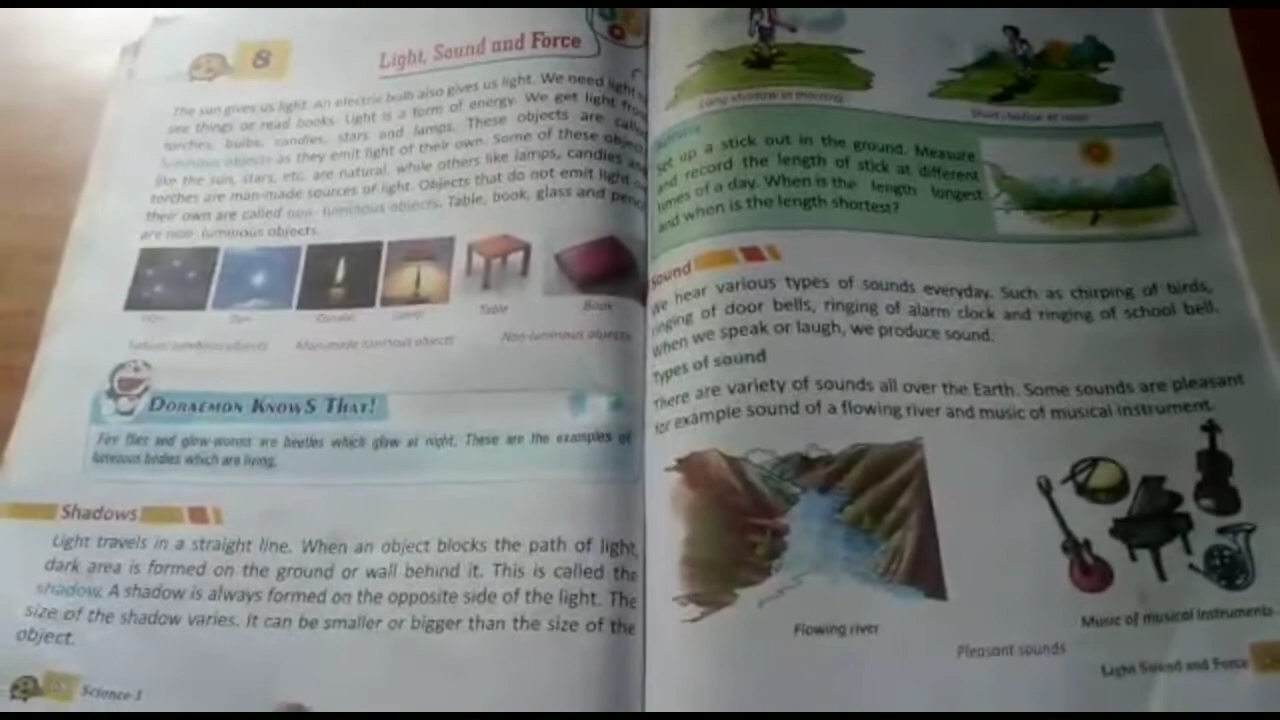 8
Light, Sound and Force
The sun gives us light. An electric bulb also gives us light. We need light
see things or read books. Light is a form of energy. We get light from
torches, bulbs, candles, stars and lamps. These objects are called
luminous objects as they emit light of their own. Some of these objects
like the sun, stars, etc. are natural, while others like lamps, candles and
torches are man-made sources of light. Objects that do not emit light
their own are called non-luminous objects. Table, book, glass and pencil
are non-luminous objects.
Sun
Candle
Lamp
Table
Book
Natural luminous objects
Man-made luminous objects
Non-luminous objects
DORAEMON KNOWS THAT!
Fire flies and glow-worms are beetles which glow at night. These are the examples of
luminous bodies which are living.
Shadows
Light travels in a straight line. When an object blocks the path of light,
dark area is formed on the ground or wall behind it. This is called the
shadow. A shadow is always formed on the opposite side of the light. The
size of the shadow varies. It can be smaller or bigger than the size of the
object.
Science-3
Long shadow in morning
Short shadow at noon
Set up a stick out in the ground. Measure
and record the length of stick at different
times of a day. When is the length longest
and when is the length shortest?
Sound
We hear various types of sounds everyday. Such as chirping of birds,
ringing of door bells, ringing of alarm clock and ringing of school bell.
When we speak or laugh, we produce sound.
Types of sound
There are variety of sounds all over the Earth. Some sounds are pleasant
for example sound of a flowing river and music of musical instrument.
Flowing river
Music of musical instruments
Pleasant sounds
Light Sound and Force